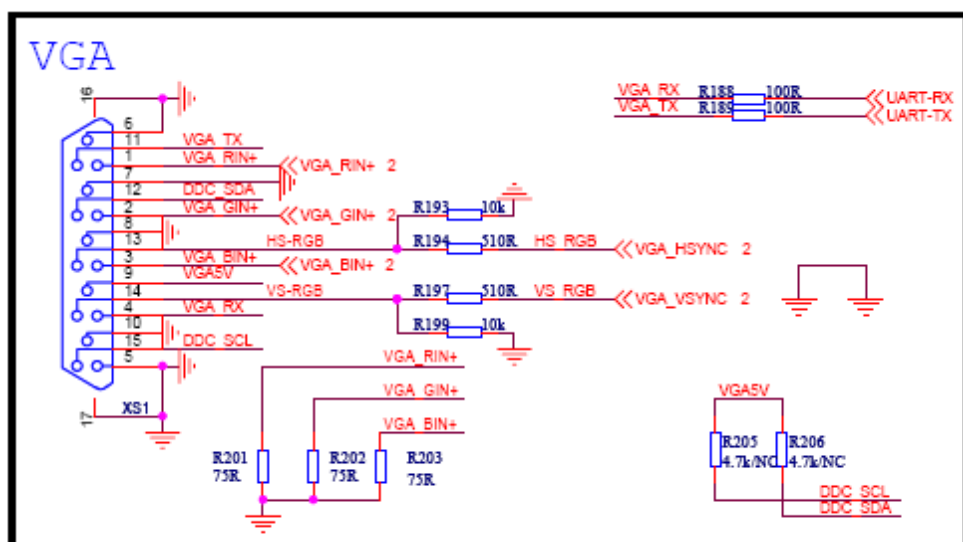 VGA
16
6
11 VGA_TX
1 VGA_RIN+ VGA_RIN+ 2
7
12 DDC_SDA
2 VGA_GIN+ VGA_GIN+ 2
8
13 HS-RGB
3 VGA_BIN+ VGA_BIN+ 2
9 VGA5V
14 VS-RGB
4 VGA_RX
10
15 DDC_SCL
5
17 XS1
VGA_RX R188 100R UART-RX
VGA_TX R189 100R UART-TX
R193 10k
R194 510R HS_RGB VGA_HSYNC 2
R197 510R VS_RGB VGA_VSYNC 2
R199 10k
VGA_RIN+
VGA_GIN+
VGA_BIN+
R201 R202 R203
75R 75R 75R
VGA5V
R205 R206
4.7k/NC 4.7k/NC
DDC_SCL
DDC_SDA